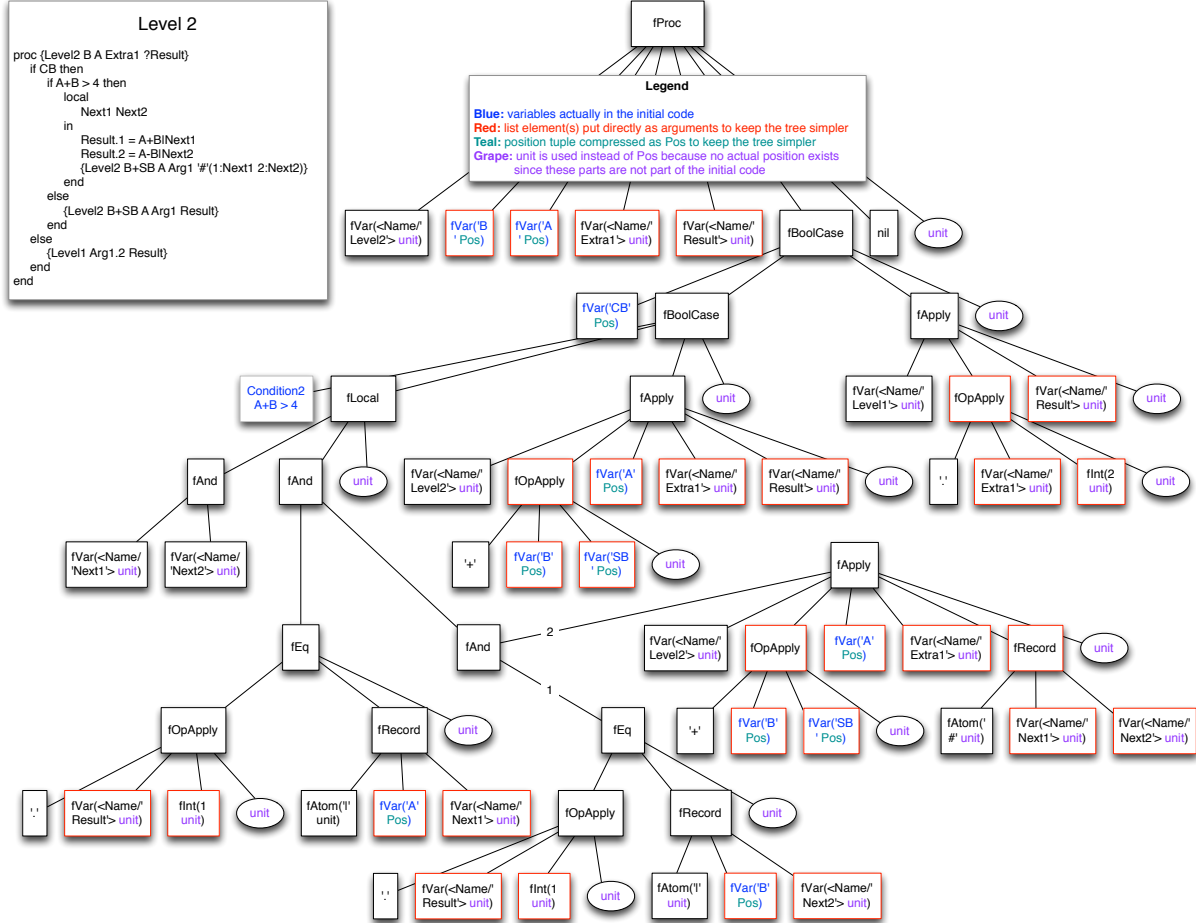 Level 2
proc {Level2 B A Extra1 ?Result}
if CB then
if A+B > 4 then
local
Next1 Next2
in
Result.1 = A+B|Next1
Result.2 = A-B|Next2
{Level2 B+SB A Arg1 '#'(1:Next1 2:Next2)}
end
else
{Level2 B+SB A Arg1 Result}
end
else
{Level1 Arg1.2 Result}
end
end
fProc
Legend
Blue: variables actually in the initial code
Red: list element(s) put directly as arguments to keep the tree simpler
Teal: position tuple compressed as Pos to keep the tree simpler
Grape: unit is used instead of Pos because no actual position exists
since these parts are not part of the initial code
fVar(<Name/'
Level2'> unit)
fVar('B
' Pos)
fVar('A
' Pos)
fVar(<Name/'
Extra1'> unit)
fVar(<Name/'
Result'> unit)
fBoolCase
nil
unit
fVar('CB'
Pos)
fBoolCase
fApply
unit
Condition2
A+B > 4
fLocal
fApply
unit
fVar(<Name/'
Level1'> unit)
fOpApply
fVar(<Name/'
Result'> unit)
unit
fAnd
fAnd
unit
fVar(<Name/'
Level2'> unit)
fOpApply
fVar('A'
Pos)
fVar(<Name/'
Extra1'> unit)
fVar(<Name/'
Result'> unit)
unit
'.'
fVar(<Name/'
Extra1'> unit)
fInt(2
unit)
unit
fVar(<Name/
'Next1'> unit)
fVar(<Name/
'Next2'> unit)
'+'
fVar('B'
Pos)
fVar('SB
' Pos)
unit
fApply
fEq
fAnd
2
1
fVar(<Name/'
Level2'> unit)
fOpApply
fVar('A'
Pos)
fVar(<Name/'
Extra1'> unit)
fRecord
unit
fOpApply
fRecord
unit
fEq
'+'
fVar('B'
Pos)
fVar('SB
' Pos)
unit
fAtom('
#' unit)
fVar(<Name/'
Next1'> unit)
fVar(<Name/'
Next2'> unit)
'.'
fVar(<Name/'
Result'> unit)
fInt(1
unit)
unit
fAtom('|'
unit)
fVar('A'
Pos)
fVar(<Name/'
Next1'> unit)
fOpApply
fRecord
unit
'.'
fVar(<Name/'
Result'> unit)
fInt(1
unit)
unit
fAtom('|'
unit)
fVar('B'
Pos)
fVar(<Name/'
Next2'> unit)